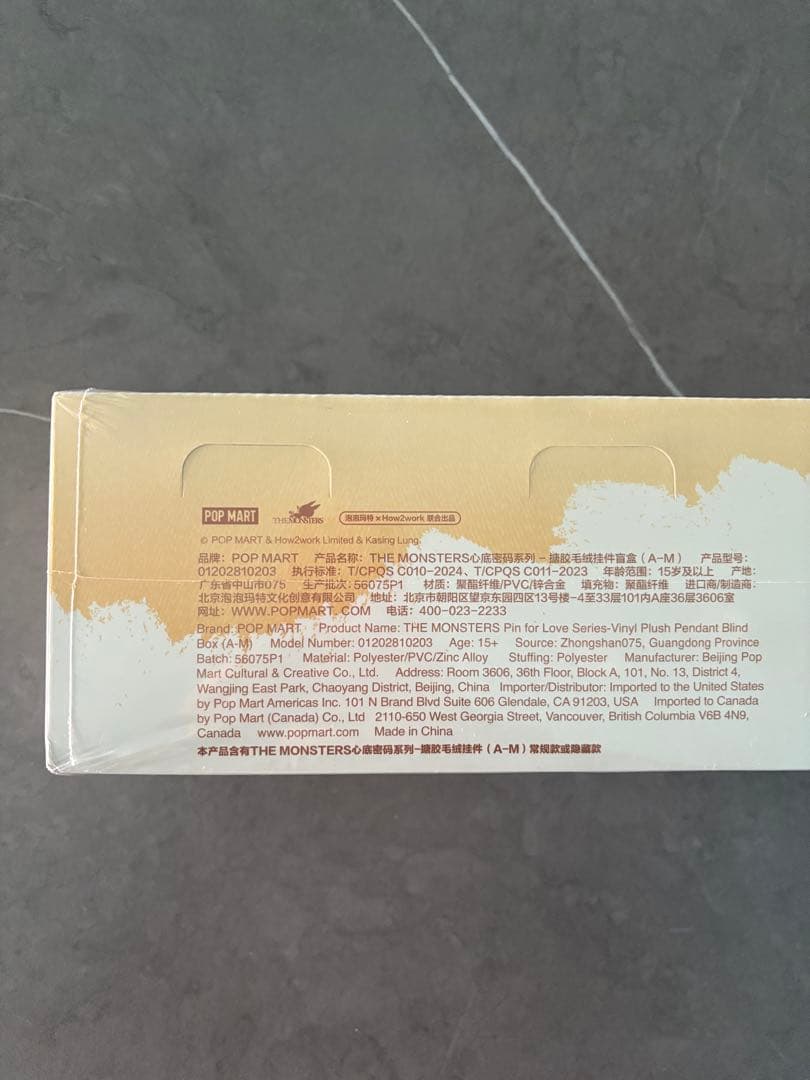 POP MART THE MONSTERS 泡泡玛特×How2work 联合出品
© POP MART & How2work Limited & Kasing Lung.
品牌：POP MART 产品名称：THE MONSTERS心底密码系列－搪胶毛绒挂件盲盒（A-M） 产品型号：
01202810203 执行标准：T/CPQS C010-2024、T/CPQS C011-2023 年龄范围：15岁及以上 产地：
广东省中山市075 生产批次：56075P1 材质：聚酯纤维/PVC/锌合金 填充物：聚酯纤维 进口商/制造商：
北京泡泡玛特文化创意有限公司 地址：北京市朝阳区望京东园四区13号楼-4至33层101内A座36层3606室
网址：WWW.POPMART.COM 电话：400-023-2233
Brand: POP MART Product Name: THE MONSTERS Pin for Love Series-Vinyl Plush Pendant Blind
Box (A-M) Model Number: 01202810203 Age: 15+ Source: Zhongshan075, Guangdong Province
Batch: 56075P1 Material: Polyester/PVC/Zinc Alloy Stuffing: Polyester Manufacturer: Beijing Pop
Mart Cultural & Creative Co., Ltd. Address: Room 3606, 36th Floor, Block A, 101, No. 13, District 4,
Wangjing East Park, Chaoyang District, Beijing, China Importer/Distributor: Imported to the United States
by Pop Mart Americas Inc. 101 N Brand Blvd Suite 606 Glendale, CA 91203, USA Imported to Canada
by Pop Mart (Canada) Co., Ltd 2110-650 West Georgia Street, Vancouver, British Columbia V6B 4N9,
Canada www.popmart.com Made in China
本产品含有THE MONSTERS心底密码系列-搪胶毛绒挂件（A-M）常规款或隐藏款